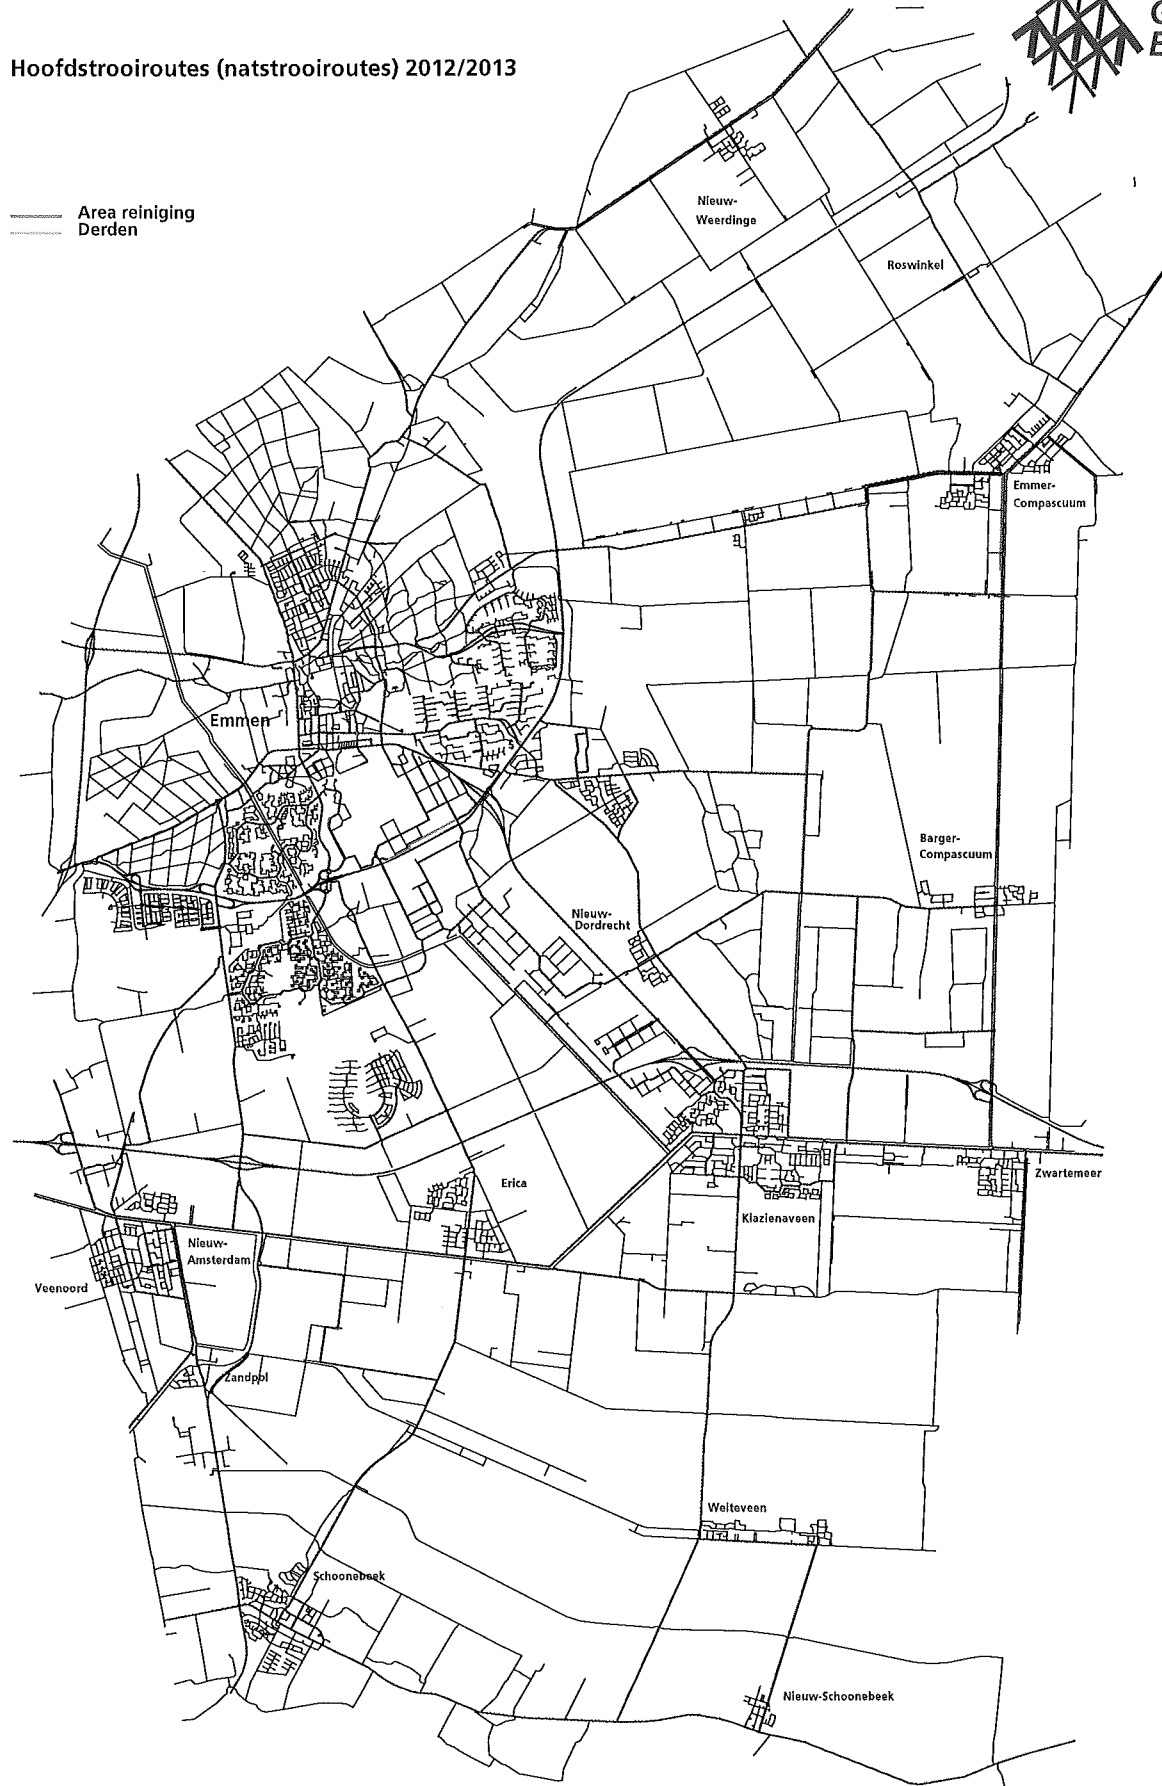 Hoofdstrooiroutes (natstrooiroutes) 2012/2013
Area reiniging
Derden
Nieuw-
Weerdinge
Roswinkel
Emmer-
Compascuum
Emmen
Barger-
Compascuum
Nieuw-
Dordrecht
Erica
Zwartemeer
Klazienaveen
Nieuw-
Amsterdam
Veenoord
Zandpol
Weiteveen
Schoonebeek
Nieuw-Schoonebeek